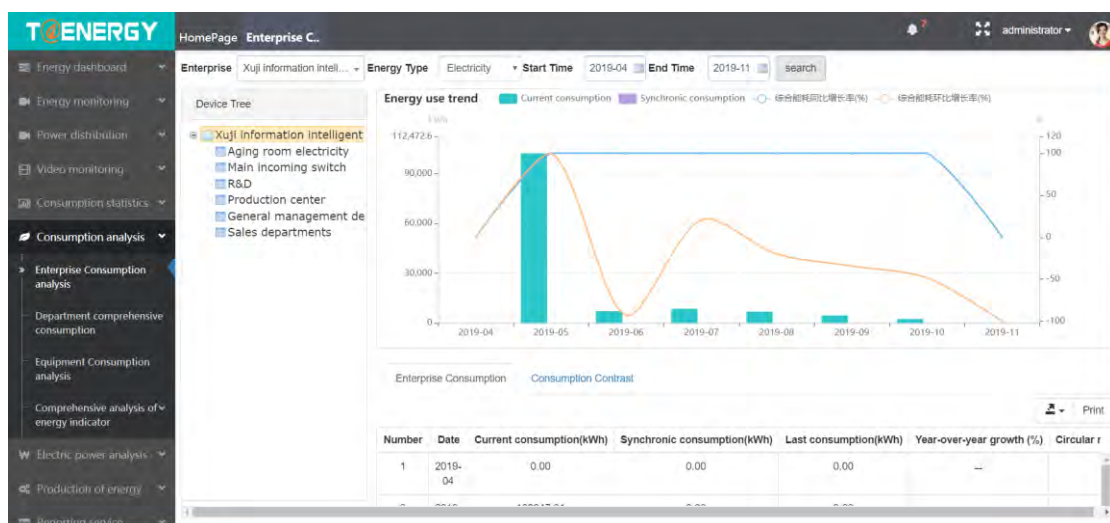 T@ENERGY
HomePage Enterprise C..
7
administrator
Energy dashboard
Energy monitoring
Power distribution
Video monitoring
Consumption statistics
Consumption analysis
Enterprise Consumption
analysis
Department comprehensive
consumption
Equipment Consumption
analysis
Comprehensive analysis of
energy indicator
Electric power analysis
Production of energy
Reporting service
Enterprise Xuji information intell.... Energy Type Electricity Start Time 2019-04 End Time 2019-11 search
Device Tree
Xuji information intelligent
Aging room electricity
Main incoming switch
R&D
Production center
General management de
Sales departments
Energy use trend Current consumption Synchronic consumption 综合能耗同比增长率(%) 综合能耗环比增长率(%)
kWh
%
112,472.6
90,000
60,000
30,000
0
120
100
50
0
-50
-100
2019-04 2019-05 2019-06 2019-07 2019-08 2019-09 2019-10 2019-11
Enterprise Consumption Consumption Contrast
Print
Number Date Current consumption(kWh) Synchronic consumption(kWh) Last consumption(kWh) Year-over-year growth (%) Circular r
1 2019-04 0.00 0.00 0.00 --